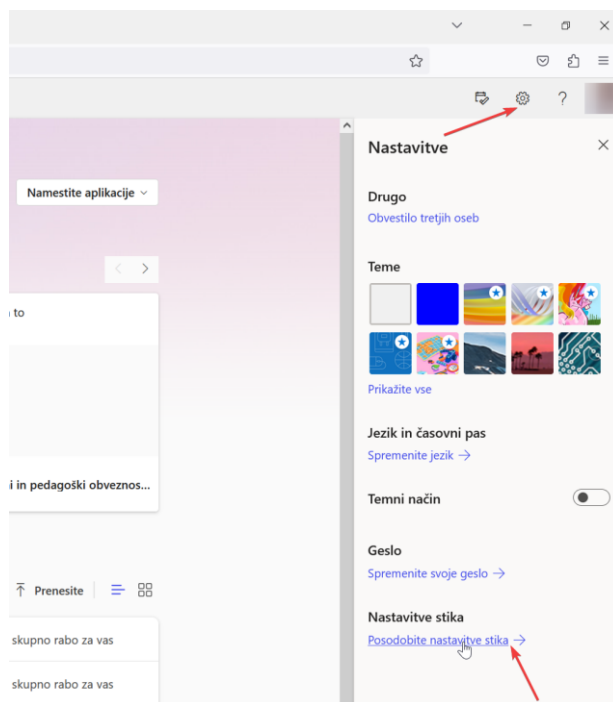 Nastavitve
Namestite aplikacije
Drugo
Obvestilo tretjih oseb
Teme
to
Prikažite vse
Jezik in časovni pas
Spremenite jezik →
i in pedagoški obveznos...
Temni način
Geslo
Spremenite svoje geslo →
Prenesite
Nastavitve stika
Posodobite nastavitve stika →
skupno rabo za vas
skupno rabo za vas